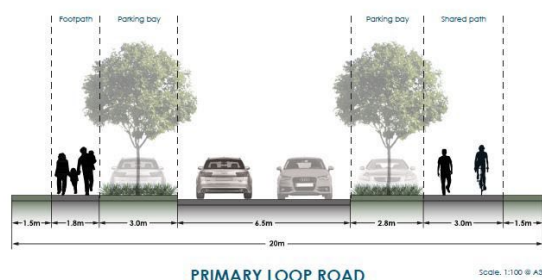 Footpath Parking bay Parking bay Shared path
1.5m 1.8m 3.0m 6.5m 2.8m 3.0m 1.5m
20m
PRIMARY LOOP ROAD
Scale. 1:100 @ A3